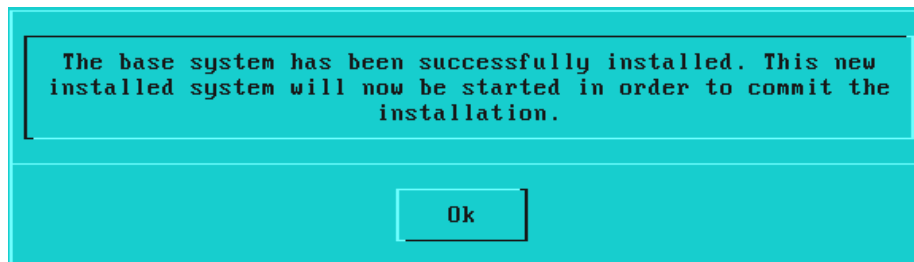 The base system has been successfully installed. This new
installed system will now be started in order to commit the
installation.
Ok